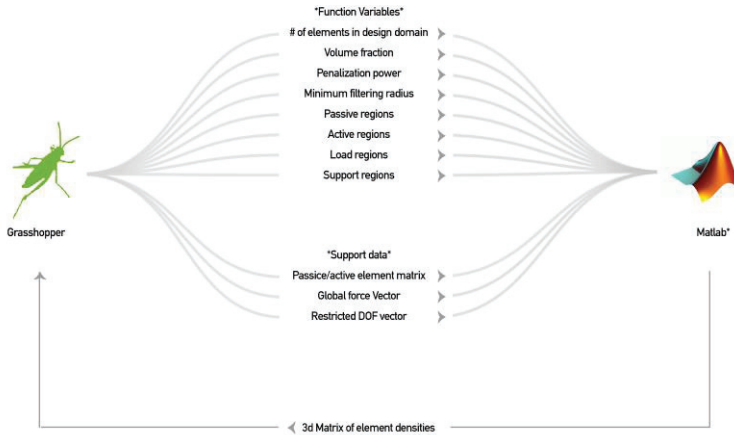 *Function Variables*
# of elements in design domain
Volume fraction
Penalization power
Minimum filtering radius
Passive regions
Active regions
Load regions
Support regions
Grasshopper
Matlab*
*Support data*
Passice/active element matrix
Global force Vector
Restricted DOF vector
3d Matrix of element densities